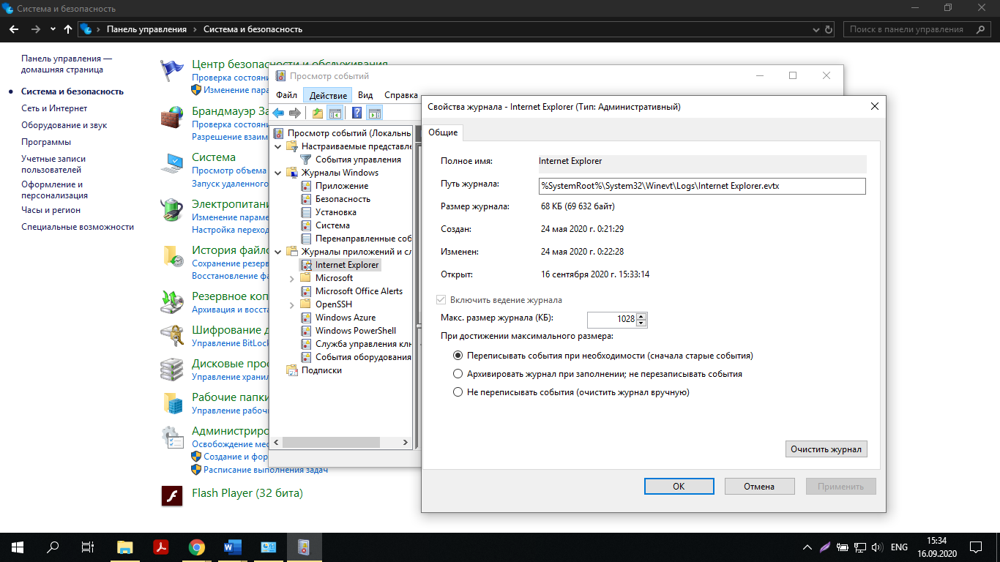 Система и безопасность
Панель управления
Система и безопасность
Поиск в панели управления
Панель управления —
домашняя страница
Система и безопасность
Сеть и Интернет
Оборудование и звук
Программы
Учетные записи
пользователей
Оформление и
персонализация
Часы и регион
Специальные возможности
Центр безопасности и обслуживания
Проверка состояни
Изменение пара
Брандмауэр За
Проверка состояни
Разрешение взаим
Система
Просмотр объема
Запуск удаленного
Электропитан
Изменение параме
Настройка переход
История файло
Сохранение резерв
Восстановление фа
Резервное коп
Архивация и восста
Шифрование д
Управление BitLock
Дисковые прос
Управление хранил
Рабочие папки
Управление рабоч
Администриро
Освобождение мес
Создание и фор
Расписание выполнения задач
Flash Player (32 бита)
Просмотр событий
Файл Действие Вид Справка
Просмотр событий (Локальнь
Настраиваемые представле
События управления
Журналы Windows
Приложение
Безопасность
Установка
Система
Перенаправленные соб
Журналы приложений и сл
Internet Explorer
Microsoft
Microsoft Office Alerts
OpenSSH
Windows Azure
Windows PowerShell
Служба управления клю
События оборудования
Подписки
Свойства журнала - Internet Explorer (Тип: Административный)
Общие
Полное имя: Internet Explorer
Путь журнала: %SystemRoot%\System32\Winevt\Logs\Internet Explorer.evtx
Размер журнала: 68 КБ (69 632 байт)
Создан: 24 мая 2020 г. 0:21:29
Изменен: 24 мая 2020 г. 0:22:28
Открыт: 16 сентября 2020 г. 15:33:14
Включить ведение журнала
Макс. размер журнала (КБ): 1028
При достижении максимального размера:
Переписывать события при необходимости (сначала старые события)
Архивировать журнал при заполнении; не перезаписывать события
Не переписывать события (очистить журнал вручную)
Очистить журнал
ОК Отмена Применить
ENG
15:34
16.09.2020